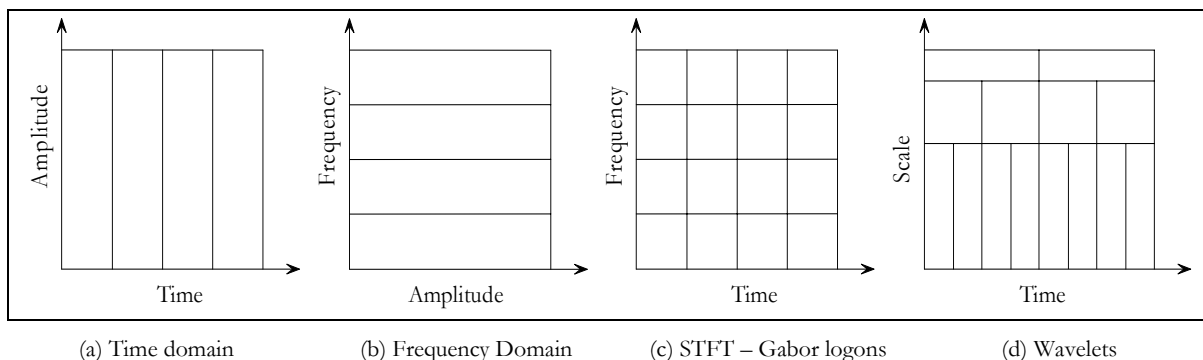 Amplitude
Time
Frequency
Amplitude
Frequency
Time
Scale
Time
(a) Time domain
(b) Frequency Domain
(c) STFT – Gabor logons
(d) Wavelets